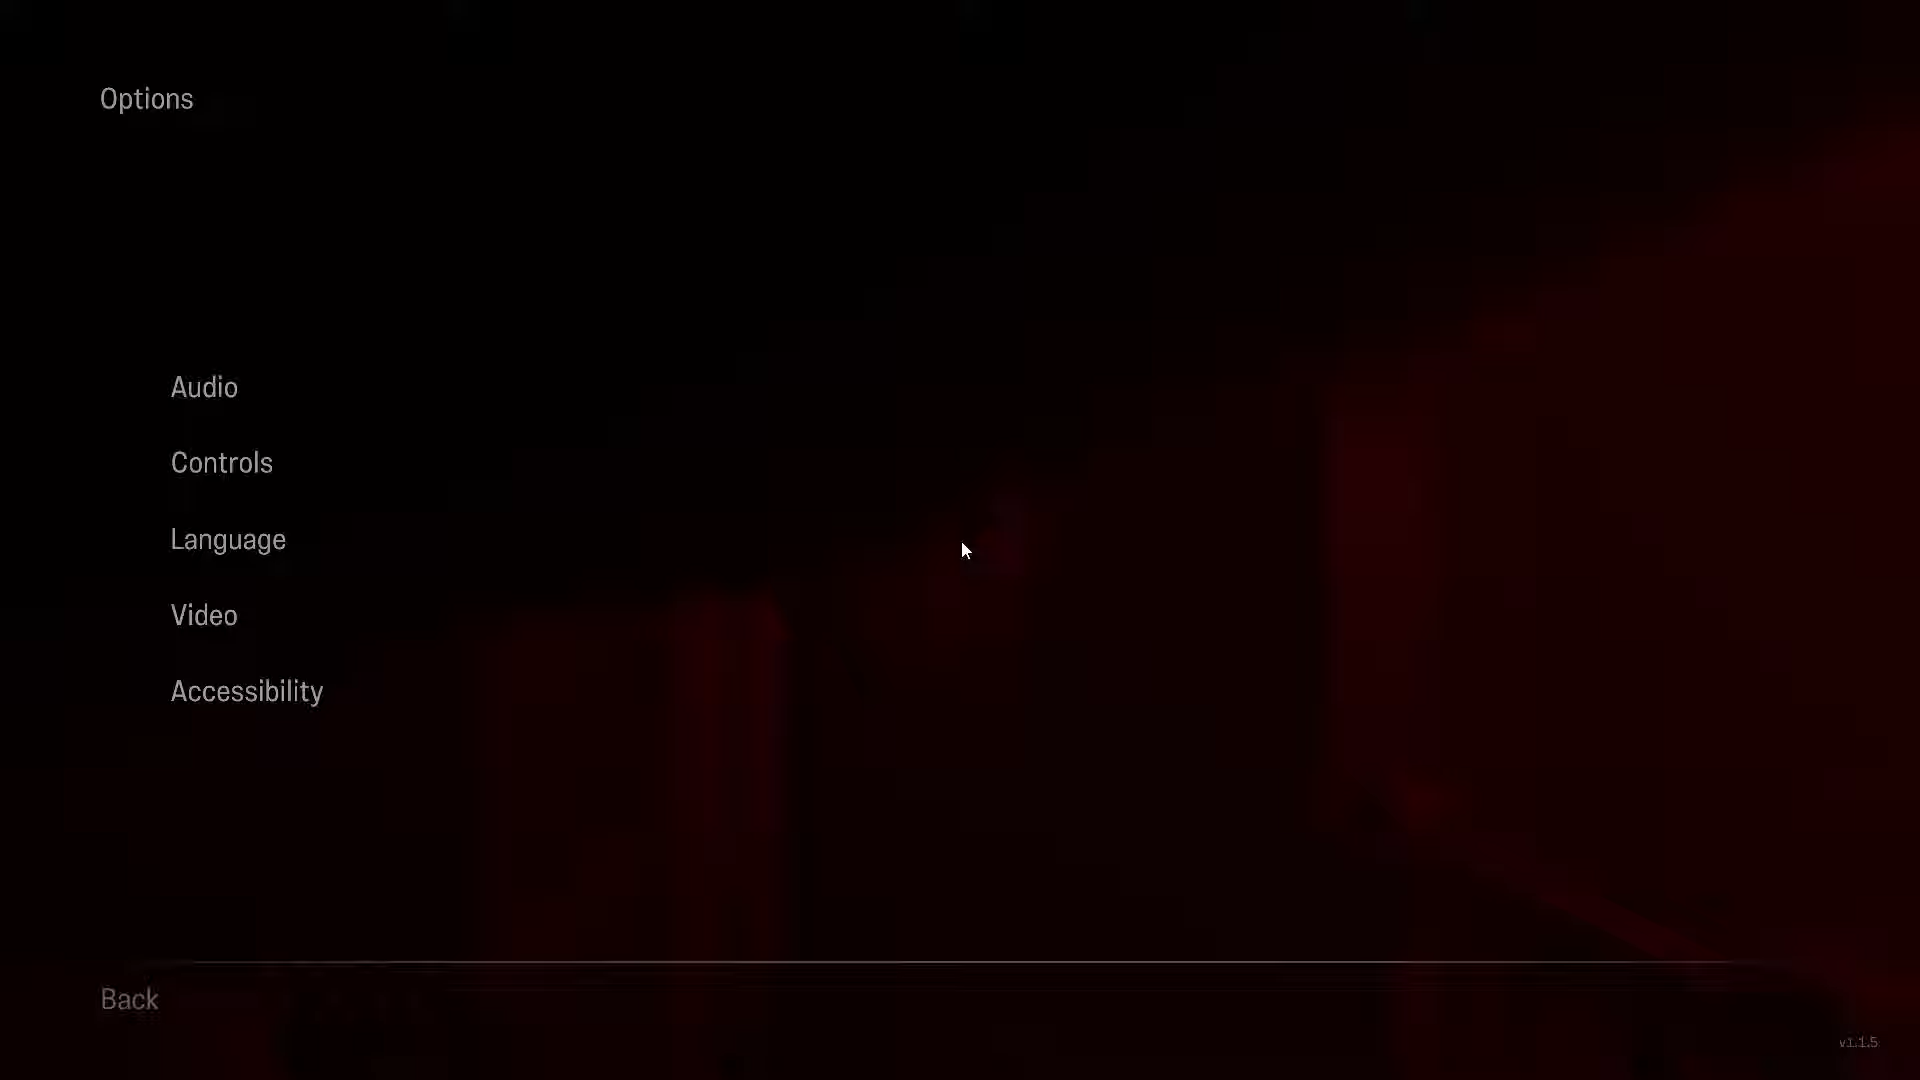 Options
Audio
Controls
Language
Video
Accessibility
Back
v1.1.5